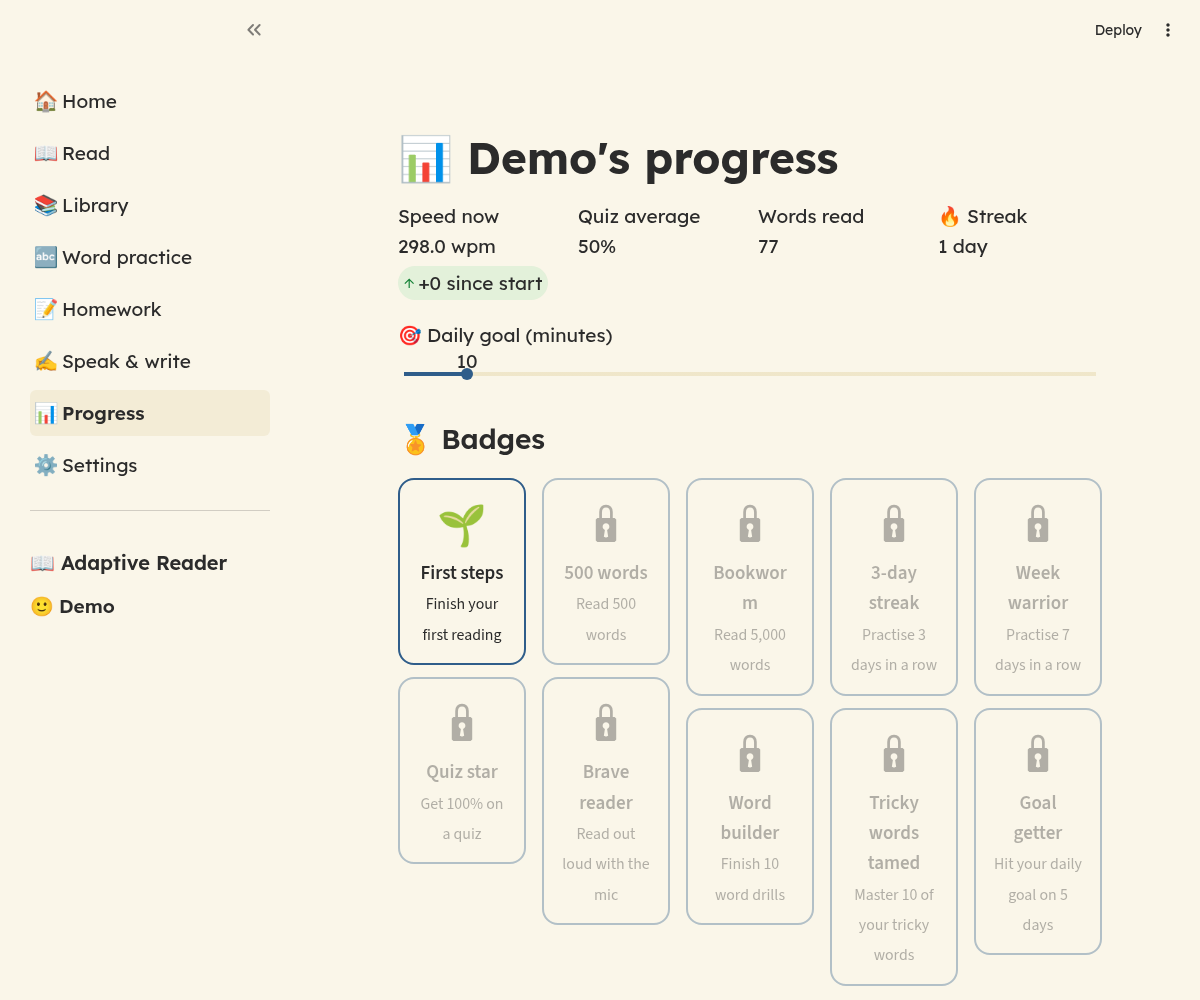 Deploy
🏠 Home
📖 Read
📚 Library
🔤 Word practice
📝 Homework
✍️ Speak & write
📊 Progress
⚙️ Settings
📖 Adaptive Reader
🙂 Demo
📊 Demo's progress
Speed now
298.0 wpm
↑ +0 since start
Quiz average
50%
Words read
77
🔥 Streak
1 day
🎯 Daily goal (minutes)
10
🏅 Badges
First steps
Finish your
first reading
500 words
Read 500
words
Bookwor
m
Read 5,000
words
3-day
streak
Practise 3
days in a row
Week
warrior
Practise 7
days in a row
Quiz star
Get 100% on
a quiz
Brave
reader
Read out
loud with the
mic
Word
builder
Finish 10
word drills
Tricky
words
tamed
Master 10 of
your tricky
words
Goal
getter
Hit your daily
goal on 5
days